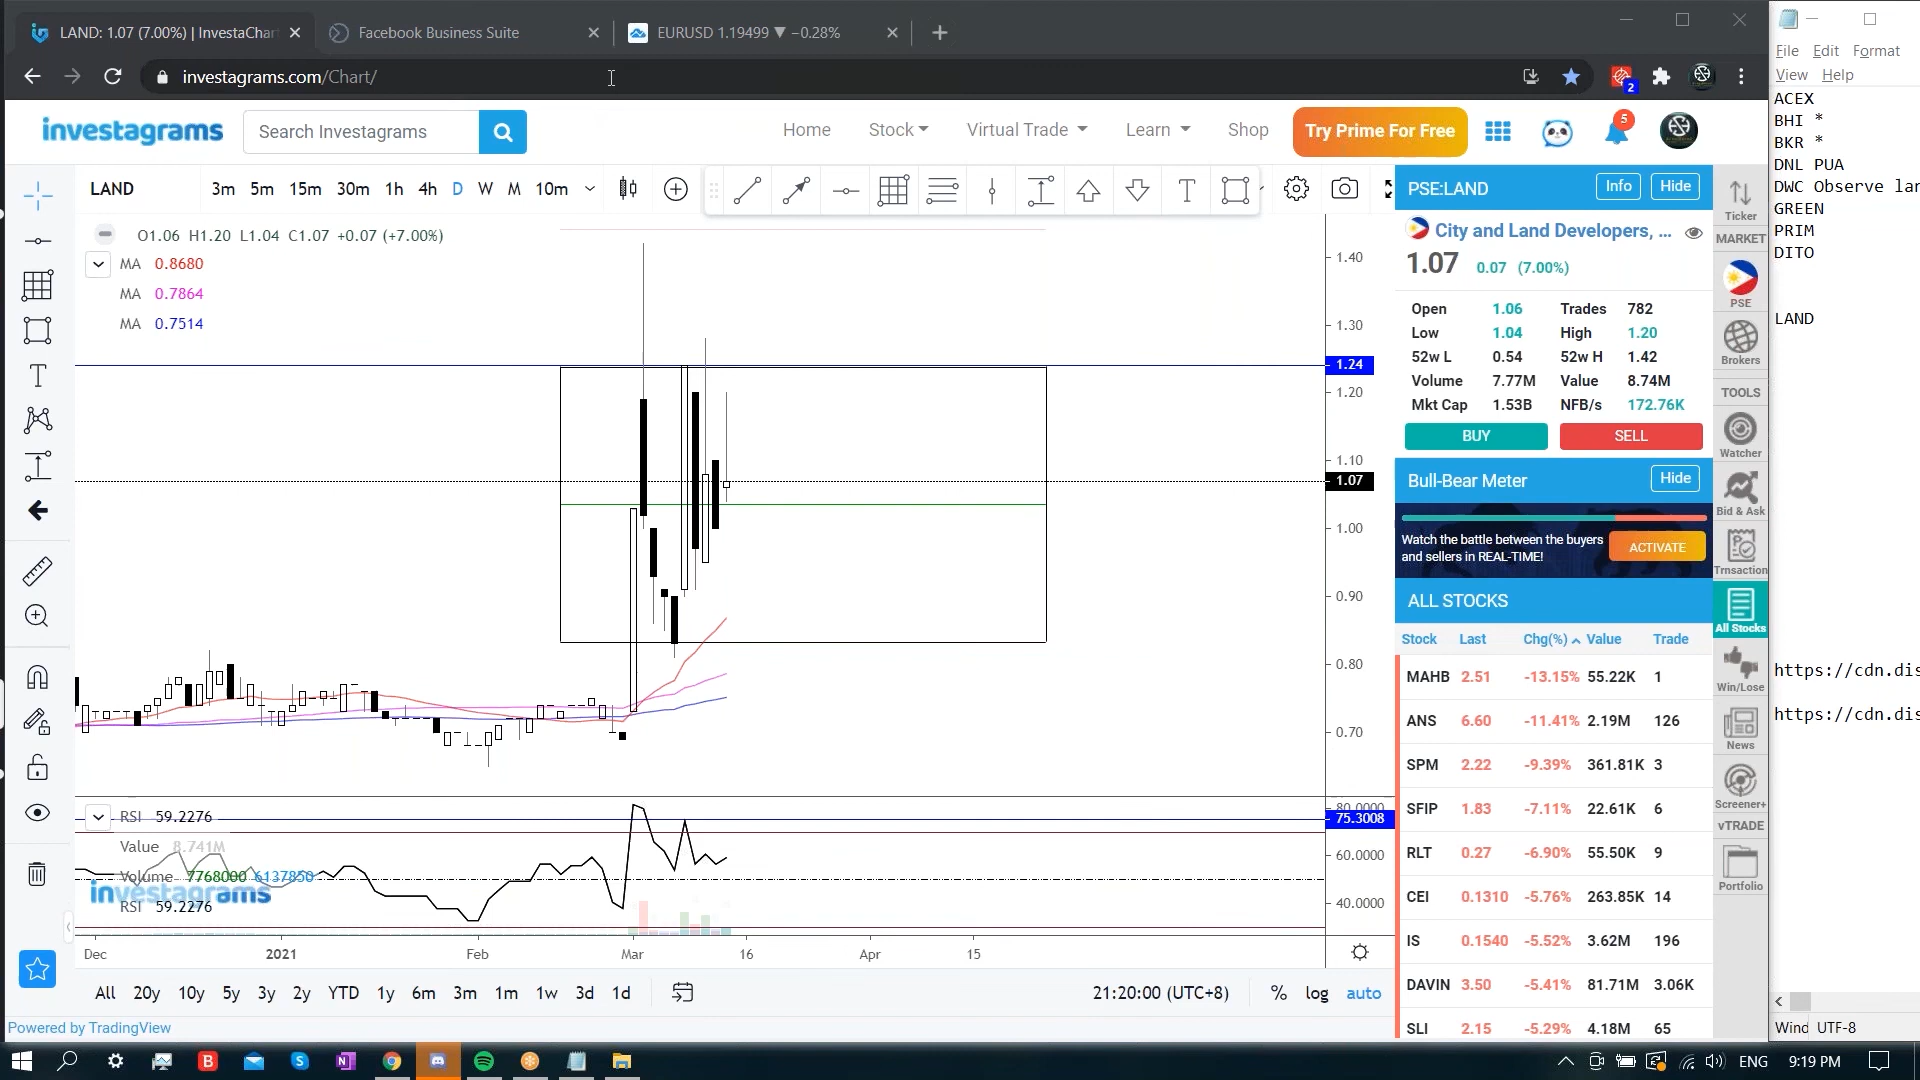 LAND: 1.07 (7.00%) | InvestaChar
Facebook Business Suite
EURUSD 1.19499 ▼ −0.28%
investagrams.com/Chart/
2
investagrams
Search Investagrams
Home
Stock
Virtual Trade
Learn
Shop
Try Prime For Free
5
LAND
3m 5m 15m 30m 1h 4h D W M 10m
O1.06 H1.20 L1.04 C1.07 +0.07 (+7.00%)
MA 0.8680
MA 0.7864
MA 0.7514
1.40
1.30
1.24
1.20
1.10
1.07
1.00
0.90
0.80
0.70
RSI 59.2276
Value 8.741M
Volume 7768000 6137850
investagrams
RSI 59.2276
80.0000
75.3008
60.0000
40.0000
Dec 2021 Feb Mar 16 Apr 15
All 20y 10y 5y 3y 2y YTD 1y 6m 3m 1m 1w 3d 1d
21:20:00 (UTC+8)
% log auto
Powered by TradingView
PSE:LAND
Info
Hide
City and Land Developers, ...
1.07 0.07 (7.00%)
Open 1.06 Trades 782
Low 1.04 High 1.20
52w L 0.54 52w H 1.42
Volume 7.77M Value 8.74M
Mkt Cap 1.53B NFB/s 172.76K
BUY
SELL
Bull-Bear Meter
Hide
Watch the battle between the buyers
and sellers in REAL-TIME!
ACTIVATE
ALL STOCKS
Stock Last Chg(%) Value Trade
MAHB 2.51 -13.15% 55.22K 1
ANS 6.60 -11.41% 2.19M 126
SPM 2.22 -9.39% 361.81K 3
SFIP 1.83 -7.11% 22.61K 6
RLT 0.27 -6.90% 55.50K 9
CEI 0.1310 -5.76% 263.85K 14
IS 0.1540 -5.52% 3.62M 196
DAVIN 3.50 -5.41% 81.71M 3.06K
SLI 2.15 -5.29% 4.18M 65
Ticker
MARKET
PSE
Brokers
TOOLS
Watcher
Bid & Ask
Trnsaction
All Stocks
Win/Lose
News
Screener+
vTRADE
Portfolio
File Edit Format
View Help
ACEX
BHI *
BKR *
DNL PUA
DWC Observe lar
GREEN
PRIM
DITO
LAND
https://cdn.dis
https://cdn.dis
Wind UTF-8
ENG
9:19 PM